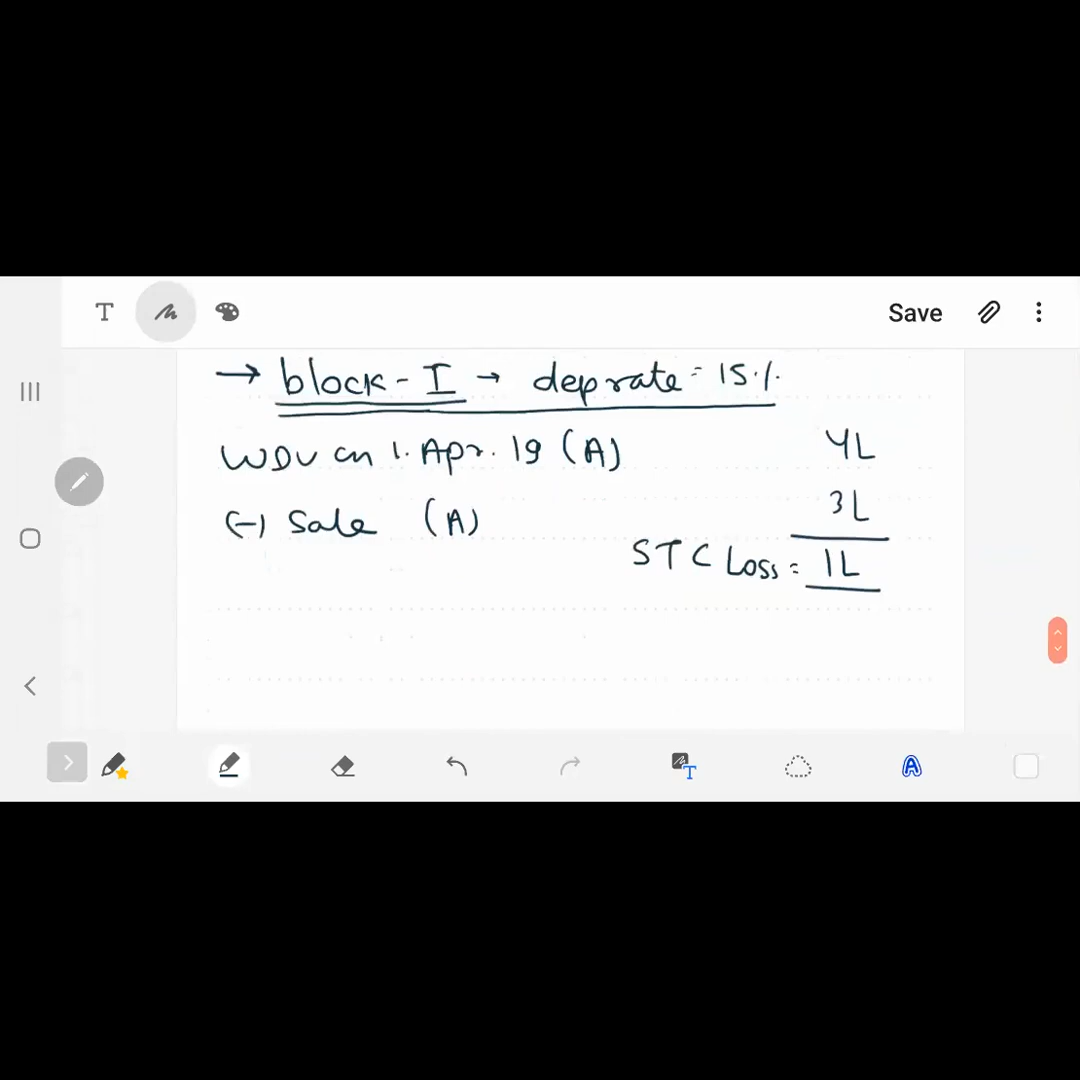 T
Save
→ block - I → dep rate = 15%
WDV on 1. Apr. 19 (A) 4L
(-) Sale (A) 3L
STC Loss = 1L
T
A